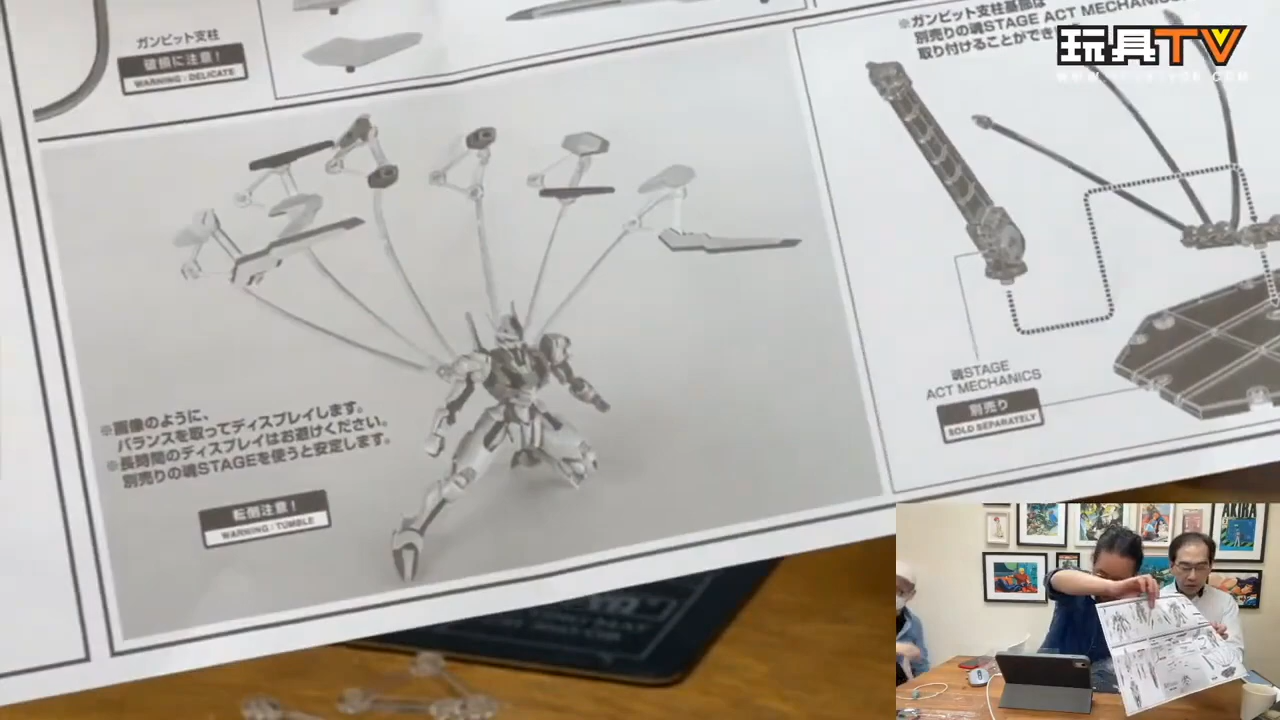 ガンビット支柱
破損に注意!
WARNING : DELICATE
※ガンビット支柱基部は
別売りの魂STAGE ACT MECHANICS
取り付けることができ
玩具TV
※画像のように、
バランスを取ってディスプレイします。
※長時間のディスプレイはお避けください。
別売りの魂STAGEを使うと安定します。
転倒注意!
WARNING : TUMBLE
魂STAGE
ACT MECHANICS
別売り
SOLD SEPARATELY
AKIRA